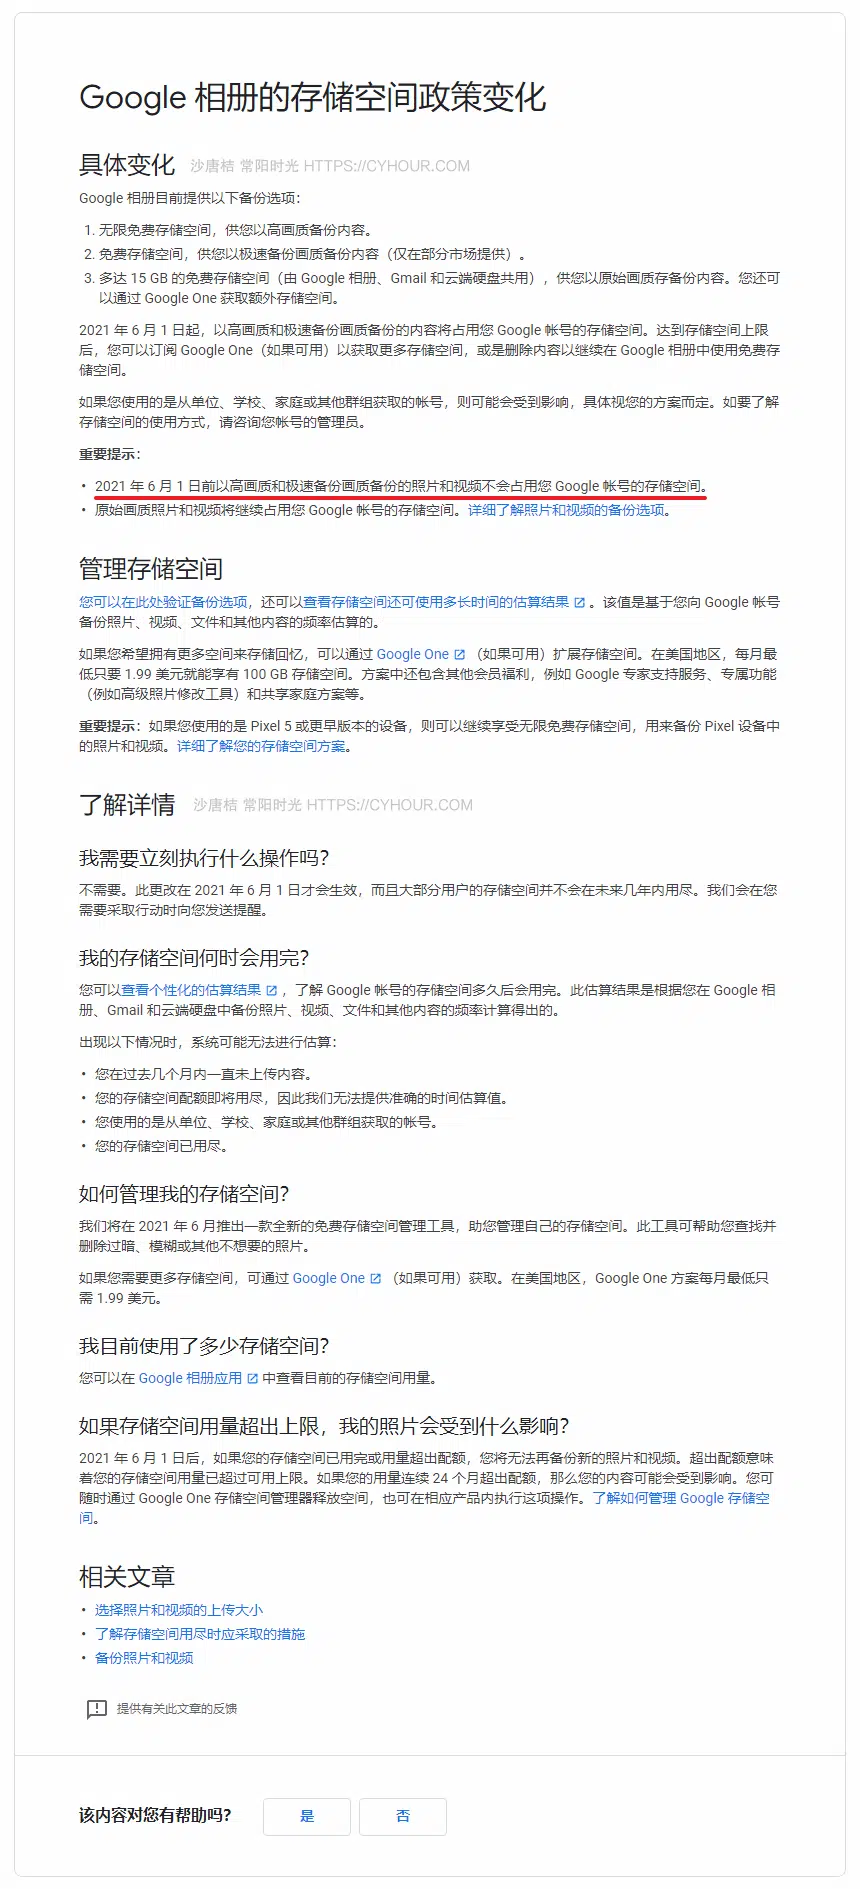 Google 相册的存储空间政策变化
具体变化 沙唐桔 常阳时光 HTTPS://CYHOUR.COM
Google 相册目前提供以下备份选项：
1. 无限免费存储空间，供您以高画质备份内容。
2. 免费存储空间，供您以极速备份画质备份内容（仅在部分市场提供）。
3. 多达 15 GB 的免费存储空间（由 Google 相册、Gmail 和云端硬盘共用），供您以原始画质存备份内容。您还可
以通过 Google One 获取额外存储空间。
2021 年 6 月 1 日起，以高画质和极速备份画质备份的内容将占用您 Google 帐号的存储空间。达到存储空间上限
后，您可以订阅 Google One（如果可用）以获取更多存储空间，或是删除内容以继续在 Google 相册中使用免费存
储空间。
如果您使用的是从单位、学校、家庭或其他群组获取的帐号，则可能会受到影响，具体视您的方案而定。如要了解
存储空间的使用方式，请咨询您帐号的管理员。
重要提示：
• 2021 年 6 月 1 日前以高画质和极速备份画质备份的照片和视频不会占用您 Google 帐号的存储空间。
• 原始画质照片和视频将继续占用您 Google 帐号的存储空间。详细了解照片和视频的备份选项。
管理存储空间
您可以在此处验证备份选项，还可以查看存储空间还可使用多长时间的估算结果 。该值是基于您向 Google 帐号
备份照片、视频、文件和其他内容的频率估算的。
如果您希望拥有更多空间来存储回忆，可以通过 Google One （如果可用）扩展存储空间。在美国地区，每月最
低只要 1.99 美元就能享有 100 GB 存储空间。方案中还包含其他会员福利，例如 Google 专家支持服务、专属功能
（例如高级照片修改工具）和共享家庭方案等。
重要提示：如果您使用的是 Pixel 5 或更早版本的设备，则可以继续享受无限免费存储空间，用来备份 Pixel 设备中
的照片和视频。详细了解您的存储空间方案。
了解详情 沙唐桔 常阳时光 HTTPS://CYHOUR.COM
我需要立刻执行什么操作吗？
不需要。此更改在 2021 年 6 月 1 日才会生效，而且大部分用户的存储空间并不会在未来几年内用尽。我们会在您
需要采取行动时向您发送提醒。
我的存储空间何时会用完？
您可以查看个性化的估算结果 ，了解 Google 帐号的存储空间多久后会用完。此估算结果是根据您在 Google 相
册、Gmail 和云端硬盘中备份照片、视频、文件和其他内容的频率计算得出的。
出现以下情况时，系统可能无法进行估算：
• 您在过去几个月内一直未上传内容。
• 您的存储空间配额即将用尽，因此我们无法提供准确的时间估算值。
• 您使用的是从单位、学校、家庭或其他群组获取的帐号。
• 您的存储空间已用尽。
如何管理我的存储空间？
我们将在 2021 年 6 月推出一款全新的免费存储空间管理工具，助您管理自己的存储空间。此工具可帮助您查找并
删除过暗、模糊或其他不想要的照片。
如果您需要更多存储空间，可通过 Google One （如果可用）获取。在美国地区，Google One 方案每月最低只
需 1.99 美元。
我目前使用了多少存储空间？
您可以在 Google 相册应用 中查看目前的存储空间用量。
如果存储空间用量超出上限，我的照片会受到什么影响？
2021 年 6 月 1 日后，如果您的存储空间已用完或用量超出配额，您将无法再备份新的照片和视频。超出配额意味
着您的存储空间用量已超过可用上限。如果您的用量连续 24 个月超出配额，那么您的内容可能会受到影响。您可
随时通过 Google One 存储空间管理器释放空间，也可在相应产品内执行这项操作。了解如何管理 Google 存储空
间。
相关文章
• 选择照片和视频的上传大小
• 了解存储空间用尽时应采取的措施
• 备份照片和视频
提供有关此文章的反馈
该内容对您有帮助吗？ 是 否